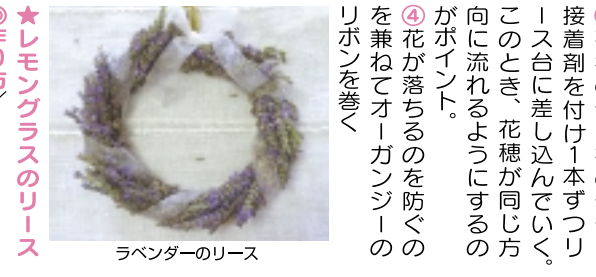 接着剤を付け1本ずつリ
ース台に差し込んでいく。
このとき、花穂が同じ方
向に流れるようにするの
がポイント。
④花が落ちるのを防ぐの
を兼ねてオーガンジーの
リボンを巻く
ラベンダーのリース
★レモングラスのリース